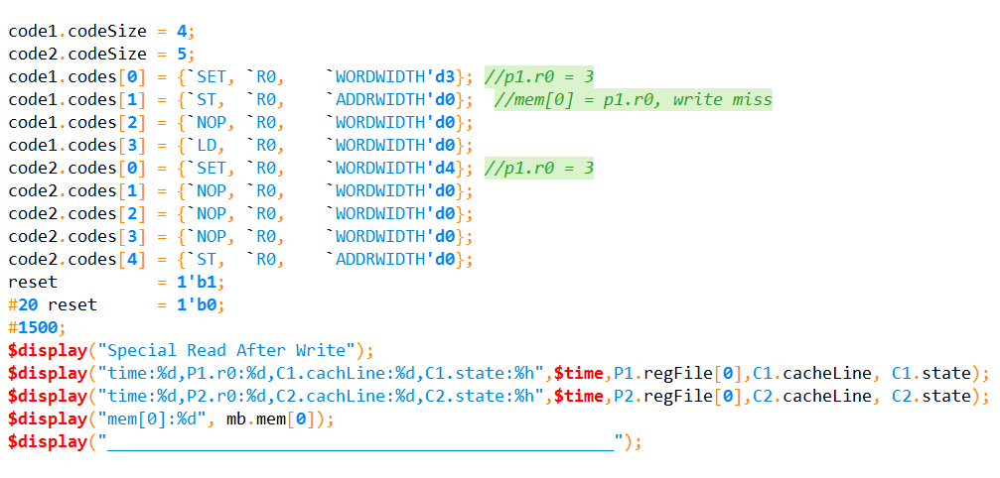 code1.codeSize = 4;
code2.codeSize = 5;
code1.codes[0] = {`SET, `R0,    `WORDWIDTH'd3}; //p1.r0 = 3
code1.codes[1] = {`ST,  `R0,    `ADDRWIDTH'd0};  //mem[0] = p1.r0, write miss
code1.codes[2] = {`NOP, `R0,    `WORDWIDTH'd0};
code1.codes[3] = {`LD,  `R0,    `WORDWIDTH'd0};
code2.codes[0] = {`SET, `R0,    `WORDWIDTH'd4}; //p1.r0 = 3
code2.codes[1] = {`NOP, `R0,    `WORDWIDTH'd0};
code2.codes[2] = {`NOP, `R0,    `WORDWIDTH'd0};
code2.codes[3] = {`NOP, `R0,    `WORDWIDTH'd0};
code2.codes[4] = {`ST,  `R0,    `ADDRWIDTH'd0};
reset          = 1'b1;
#20 reset      = 1'b0;
#1500;
$display("Special Read After Write");
$display("time:%d,P1.r0:%d,C1.cachLine:%d,C1.state:%h",$time,P1.regFile[0],C1.cacheLine, C1.state);
$display("time:%d,P2.r0:%d,C2.cachLine:%d,C2.state:%h",$time,P2.regFile[0],C2.cacheLine, C2.state);
$display("mem[0]:%d", mb.mem[0]);
$display("___________________________________________________");